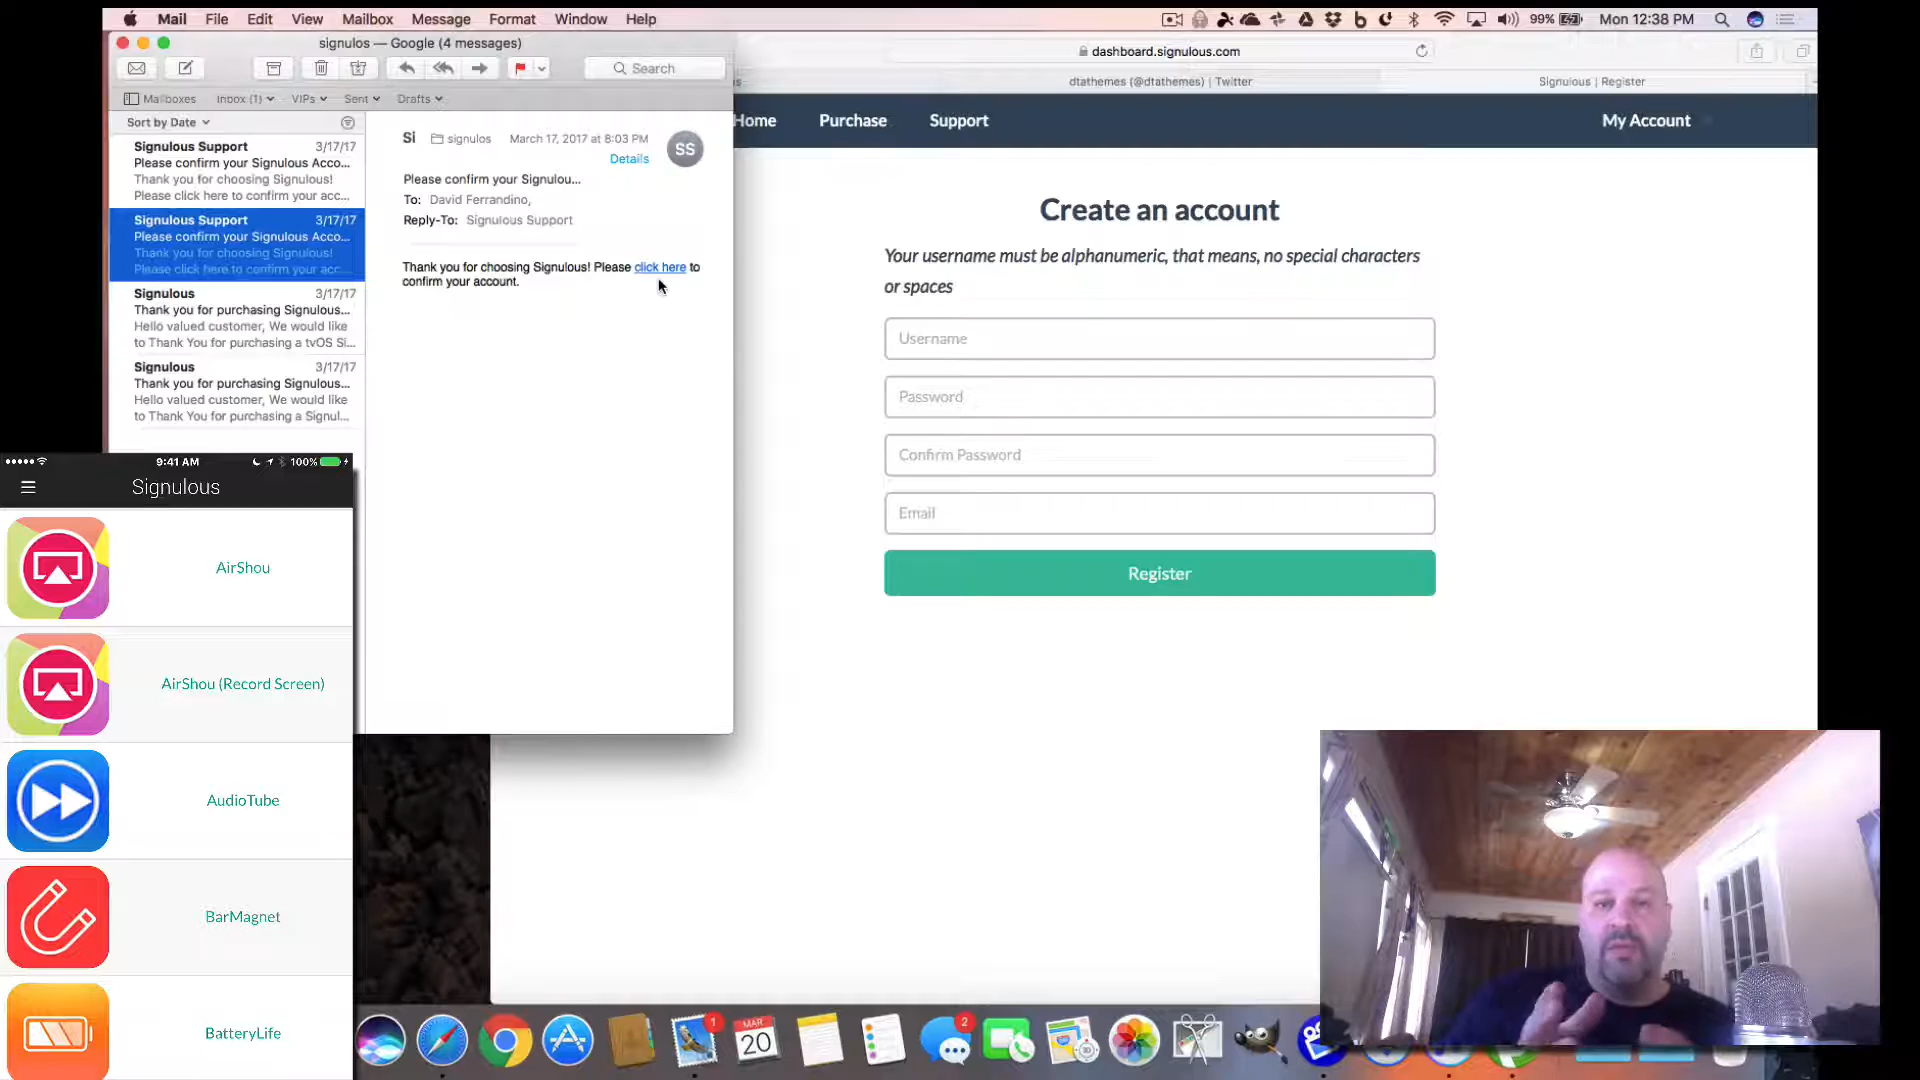 Mail File Edit View Mailbox Message Format Window Help
99% Mon 12:38 PM
signulos — Google (4 messages)
Search
Mailboxes Inbox (1) VIPs Sent Drafts
Sort by Date
Signulous Support 3/17/17
Please confirm your Signulous Acco...
Thank you for choosing Signulous!
Please click here to confirm your acc...
Signulous Support 3/17/17
Please confirm your Signulous Acco...
Thank you for choosing Signulous!
Please click here to confirm your acc...
Signulous 3/17/17
Thank you for purchasing Signulous...
Hello valued customer, We would like
to Thank You for purchasing a tvOS Si...
Signulous 3/17/17
Thank you for purchasing Signulous...
Hello valued customer, We would like
to Thank You for purchasing a Signul...
Si signulos March 17, 2017 at 8:03 PM
SS
Details
Please confirm your Signulou...
To: David Ferrandino,
Reply-To: Signulous Support
Thank you for choosing Signulous! Please click here to
confirm your account.
dashboard.signulous.com
dtathemes (@dtathemes) | Twitter
Signulous | Register
Home Purchase Support My Account
Create an account
Your username must be alphanumeric, that means, no special characters
or spaces
Username
Password
Confirm Password
Email
Register
9:41 AM 100%
Signulous
AirShou
AirShou (Record Screen)
AudioTube
BarMagnet
BatteryLife
1
MAR
20
2